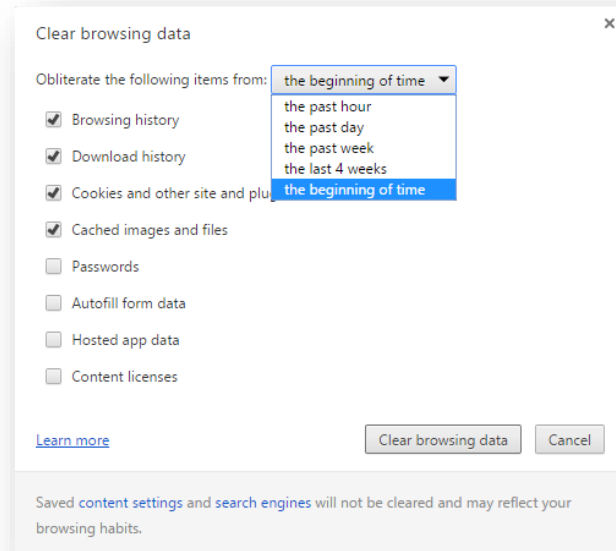 Clear browsing data
Obliterate the following items from: the beginning of time
the past hour
the past day
the past week
the last 4 weeks
the beginning of time
Browsing history
Download history
Cookies and other site and
Cached images and files
Passwords
Autofill form data
Hosted app data
Content licenses
Learn more
Clear browsing data
Cancel
Saved content settings and search engines will not be cleared and may reflect your
browsing habits.